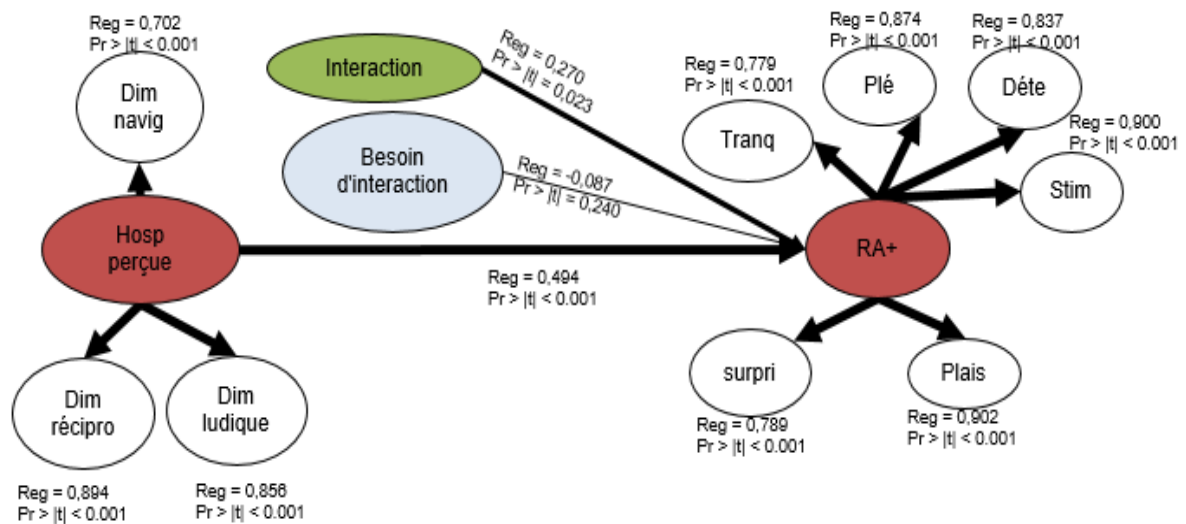 Reg = 0,702
Pr > |t| < 0.001
Dim
navig
Interaction
Reg = 0,270
Pr > |t| = 0,023
Besoin
d'interaction
Reg = -0,087
Pr > |t| = 0,240
Hosp
perçue
Reg = 0,494
Pr > |t| < 0.001
Dim
récipro
Reg = 0,894
Pr > |t| < 0.001
Dim
ludique
Reg = 0,856
Pr > |t| < 0.001
RA+
Reg = 0,779
Pr > |t| < 0.001
Tranq
Reg = 0,874
Pr > |t| < 0.001
Plé
Reg = 0,837
Pr > |t| < 0.001
Déte
Reg = 0,900
Pr > |t| < 0.001
Stim
surpri
Reg = 0,789
Pr > |t| < 0.001
Plais
Reg = 0,902
Pr > |t| < 0.001